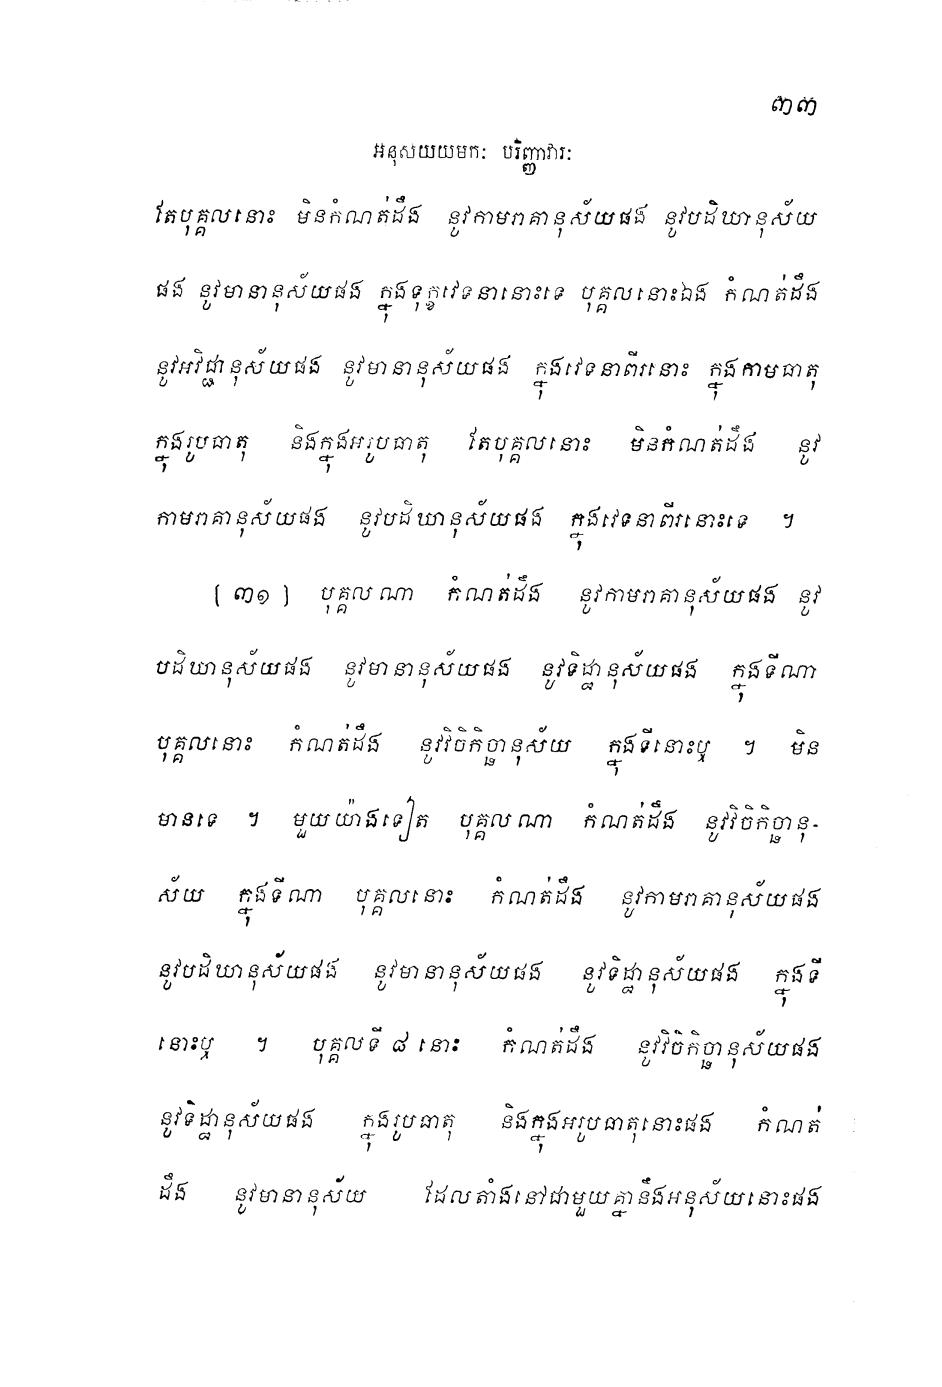 ៣៣
អនុសយយមកៈ បរិញ្ញាវារៈ
តែបុគ្គលនោះ មិនកំណត់ដឹង នូវកាមរាគានុស័យផង នូវបដិឃានុស័យ
ផង នូវមានានុស័យផង ក្នុងទុក្ខវេទនានោះទេ បុគ្គលនោះឯង កំណត់ដឹង
នូវអវិជ្ជានុស័យផង នូវមានានុស័យផង ក្នុងវេទនាពីរនោះ ក្នុងកាមធាតុ
ក្នុងរូបធាតុ និងក្នុងអរូបធាតុ តែបុគ្គលនោះ មិនកំណត់ដឹង នូវ
កាមរាគានុស័យផង នូវបដិឃានុស័យផង ក្នុងវេទនាពីរនោះទេ ។
[ ៣១ ] បុគ្គលណា កំណត់ដឹង នូវកាមរាគានុស័យផង នូវ
បដិឃានុស័យផង នូវមានានុស័យផង នូវទិដ្ឋានុស័យផង ក្នុងទីណា
បុគ្គលនោះ កំណត់ដឹង នូវវិចិកិច្ឆានុស័យ ក្នុងទីនោះឬ ។ មិន
មានទេ ។ មួយយ៉ាងទៀត បុគ្គលណា កំណត់ដឹង នូវវិចិកិច្ឆានុ-
ស័យ ក្នុងទីណា បុគ្គលនោះ កំណត់ដឹង នូវកាមរាគានុស័យផង
នូវបដិឃានុស័យផង នូវមានានុស័យផង នូវទិដ្ឋានុស័យផង ក្នុងទី
នោះឬ ។ បុគ្គលទី ៨ នោះ កំណត់ដឹង នូវវិចិកិច្ឆានុស័យផង
នូវទិដ្ឋានុស័យផង ក្នុងរូបធាតុ និងក្នុងអរូបធាតុនោះផង កំណត់
ដឹង នូវមានានុស័យ ដែលតាំងនៅជាមួយគ្នានឹងអនុស័យនោះផង